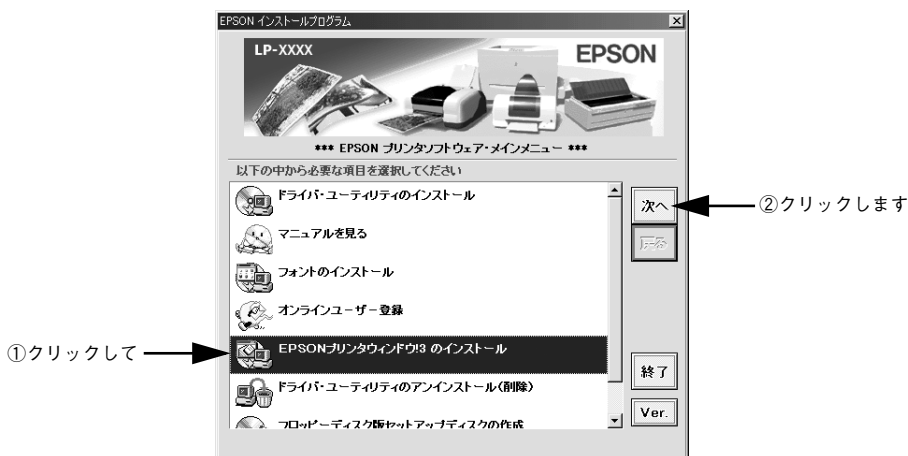 EPSON インストールプログラム
LP-XXXX
EPSON
*** EPSON プリンタソフトウェア・メインメニュー ***
以下の中から必要な項目を選択してください
ドライバ・ユーティリティのインストール
次へ
②クリックします
マニュアルを見る
戻る
フォントのインストール
オンラインユーザー登録
①クリックして
EPSONプリンタウィンドウ!3 のインストール
終了
ドライバ・ユーティリティのアンインストール(削除)
Ver.
フロッピーディスク版セットアップディスクの作成